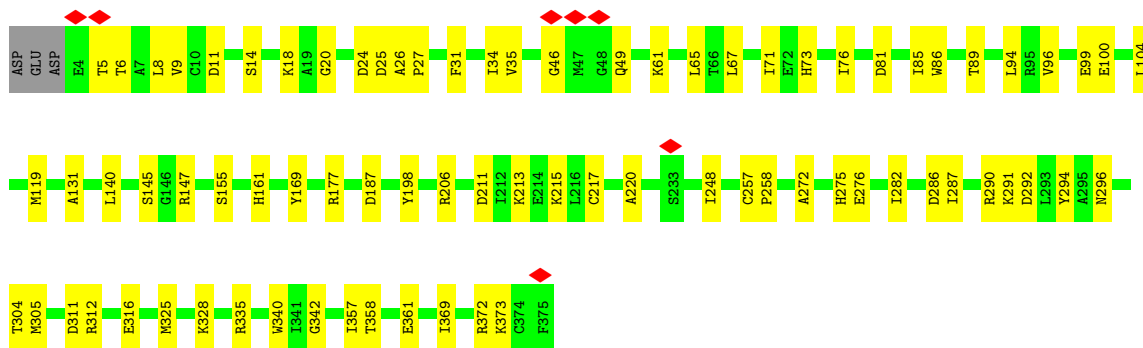 ASP GLU ASP E4 T5 T6 A7 L8 V9 C10 D11 S14 K18 A19 G20 D24 D25 A26 P27 F31 I34 V35 G46 M47 G48 Q49 K61 L65 T66 L67 I71 E72 H73 I76 D81 I85 W86 T89 L94 R95 V96 E99 E100 L104
M119 A131 L140 S145 G146 R147 S155 H161 Y169 R177 D187 Y198 R206 D211 I212 K213 E214 K215 L216 C217 A220 S233 I248 C257 P258 A272 H275 E276 I282 D286 I287 R290 K291 D292 L293 Y294 A295 N296
T304 M305 D311 R312 E316 M325 K328 R335 W340 I341 G342 I357 T358 E361 I369 R372 K373 C374 F375